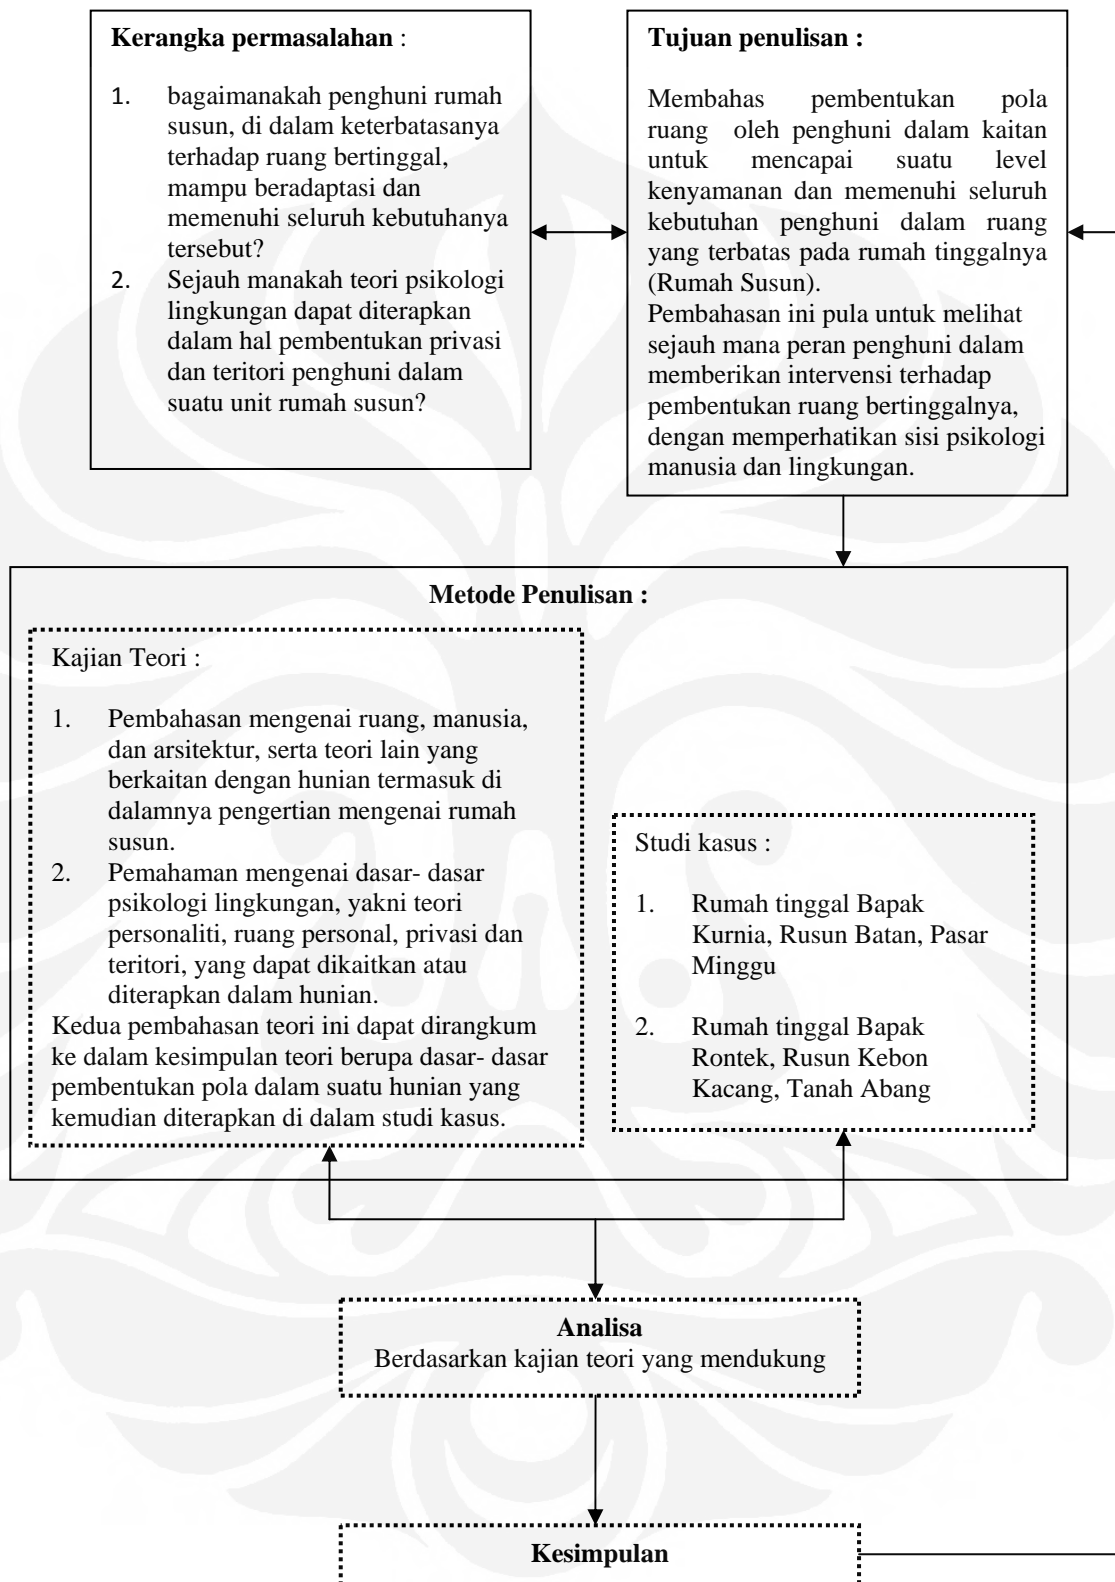 Kerangka permasalahan :
1. bagaimanakah penghuni rumah
susun, di dalam keterbatasanya
terhadap ruang bertinggal,
mampu beradaptasi dan
memenuhi seluruh kebutuhanya
tersebut?
2. Sejauh manakah teori psikologi
lingkungan dapat diterapkan
dalam hal pembentukan privasi
dan teritori penghuni dalam
suatu unit rumah susun?
Tujuan penulisan :
Membahas pembentukan pola
ruang oleh penghuni dalam kaitan
untuk mencapai suatu level
kenyamanan dan memenuhi seluruh
kebutuhan penghuni dalam ruang
yang terbatas pada rumah tinggalnya
(Rumah Susun).
Pembahasan ini pula untuk melihat
sejauh mana peran penghuni dalam
memberikan intervensi terhadap
pembentukan ruang bertinggalnya,
dengan memperhatikan sisi psikologi
manusia dan lingkungan.
Metode Penulisan :
Kajian Teori :
1. Pembahasan mengenai ruang, manusia,
dan arsitektur, serta teori lain yang
berkaitan dengan hunian termasuk di
dalamnya pengertian mengenai rumah
susun.
2. Pemahaman mengenai dasar- dasar
psikologi lingkungan, yakni teori
personaliti, ruang personal, privasi dan
teritori, yang dapat dikaitkan atau
diterapkan dalam hunian.
Kedua pembahasan teori ini dapat dirangkum
ke dalam kesimpulan teori berupa dasar- dasar
pembentukan pola dalam suatu hunian yang
kemudian diterapkan di dalam studi kasus.
Studi kasus :
1. Rumah tinggal Bapak
Kurnia, Rusun Batan, Pasar
Minggu
2. Rumah tinggal Bapak
Rontek, Rusun Kebon
Kacang, Tanah Abang
Analisa
Berdasarkan kajian teori yang mendukung
Kesimpulan